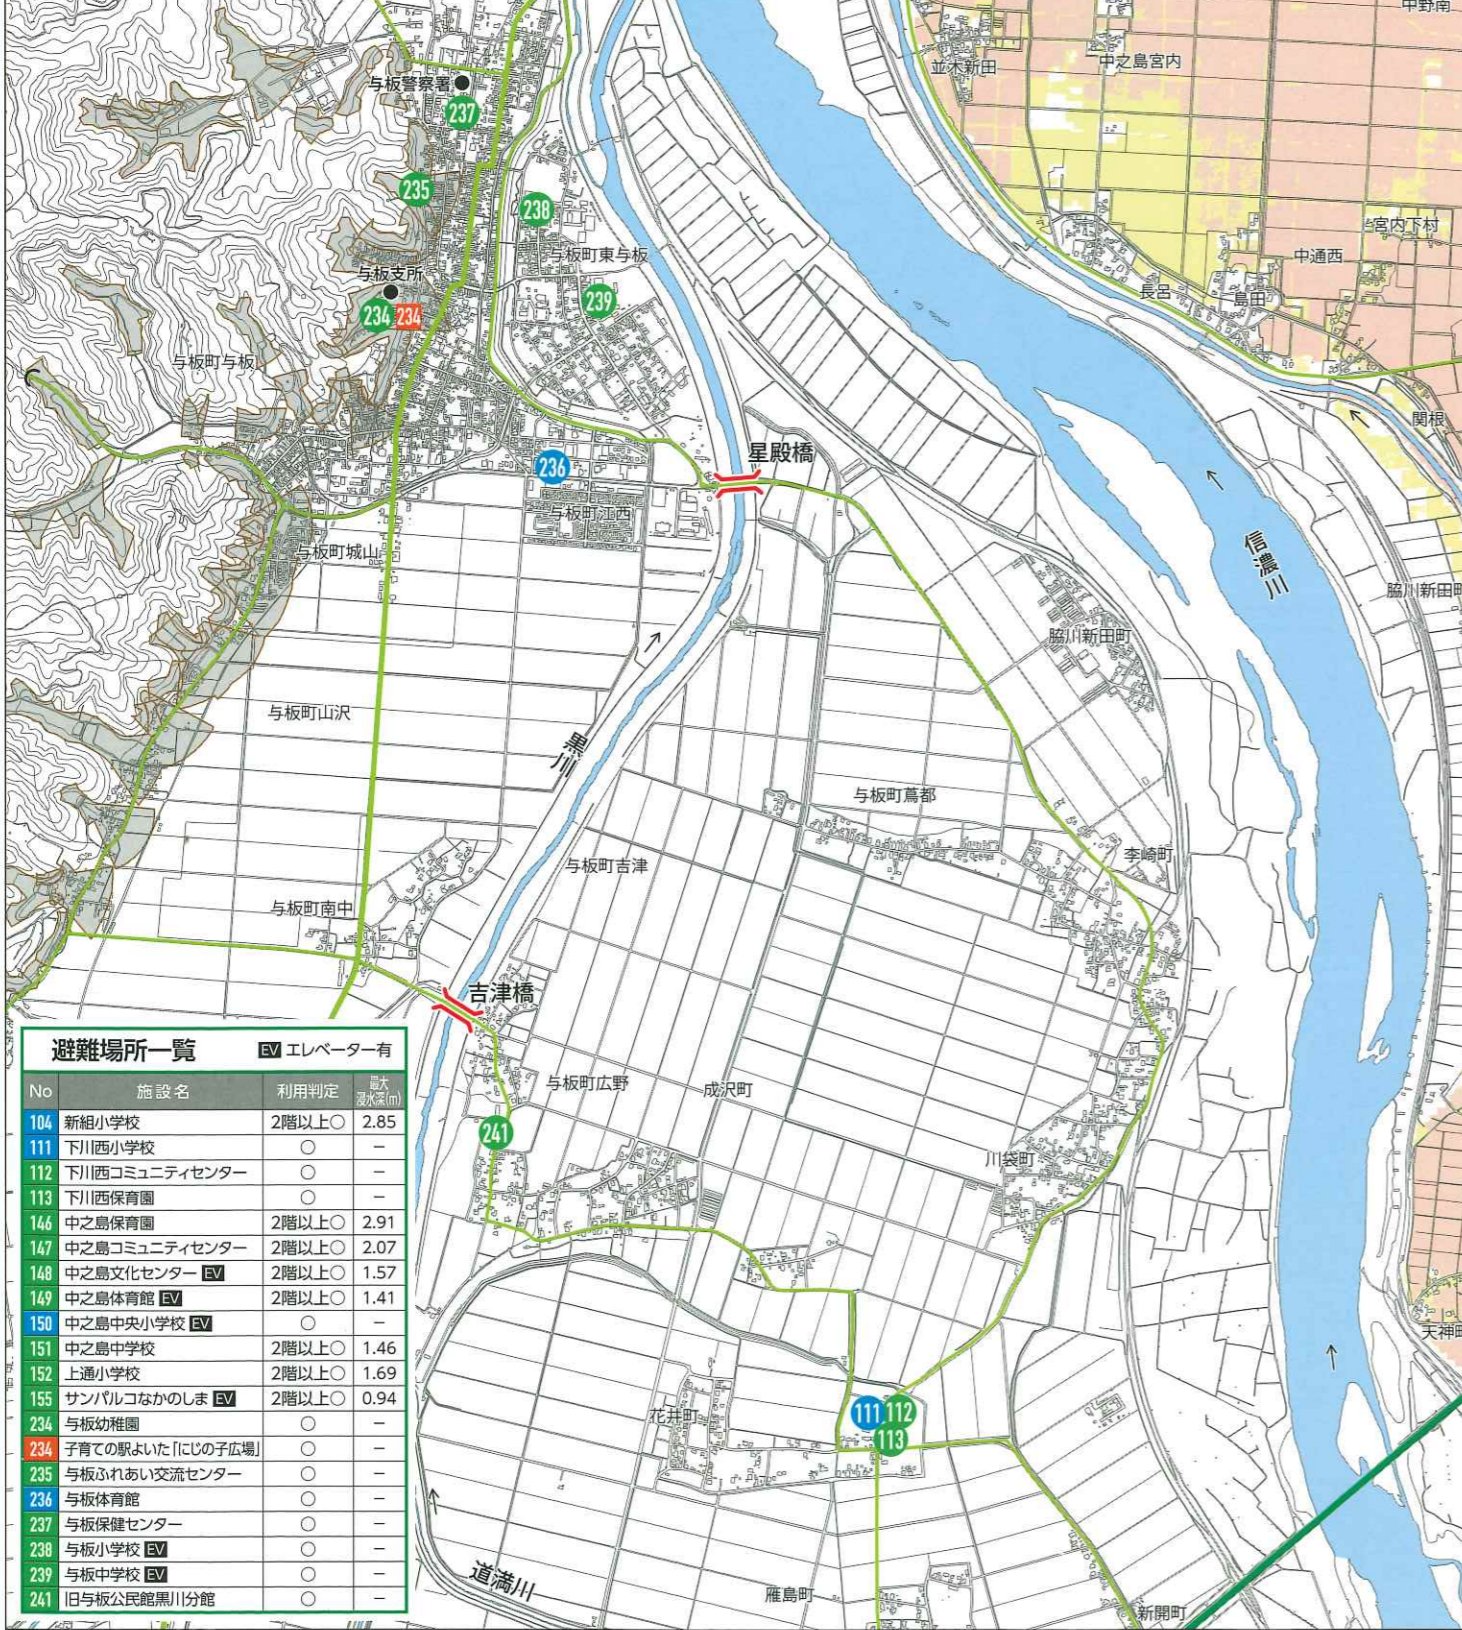 中野南
並木新田
中之島宮内
与板警察署
237
235
238
宮内下村
与板町東与板
中通西
与板支所
長呂
島田
239
234 234
与板町与板
関根
星殿橋
236
与板町江西
信濃川
与板町城山
脇川新田町
脇川新田町
与板町山沢
黒川
与板町蔦都
李崎町
与板町吉津
与板町南中
吉津橋
与板町広野
成沢町
241
川袋町
天神町
花井町
111 112
113
道満川
雁島町
新開町
避難場所一覧 EV エレベーター有
No 施設名 利用判定 最大浸水深(m)
104 新組小学校 2階以上○ 2.85
111 下川西小学校 ○ −
112 下川西コミュニティセンター ○ −
113 下川西保育園 ○ −
146 中之島保育園 2階以上○ 2.91
147 中之島コミュニティセンター 2階以上○ 2.07
148 中之島文化センター EV 2階以上○ 1.57
149 中之島体育館 EV 2階以上○ 1.41
150 中之島中央小学校 EV ○ −
151 中之島中学校 2階以上○ 1.46
152 上通小学校 2階以上○ 1.69
155 サンパルコなかのしま EV 2階以上○ 0.94
234 与板幼稚園 ○ −
234 子育ての駅よいた「にじの子広場」 ○ −
235 与板ふれあい交流センター ○ −
236 与板体育館 ○ −
237 与板保健センター ○ −
238 与板小学校 EV ○ −
239 与板中学校 EV ○ −
241 旧与板公民館黒川分館 ○ −